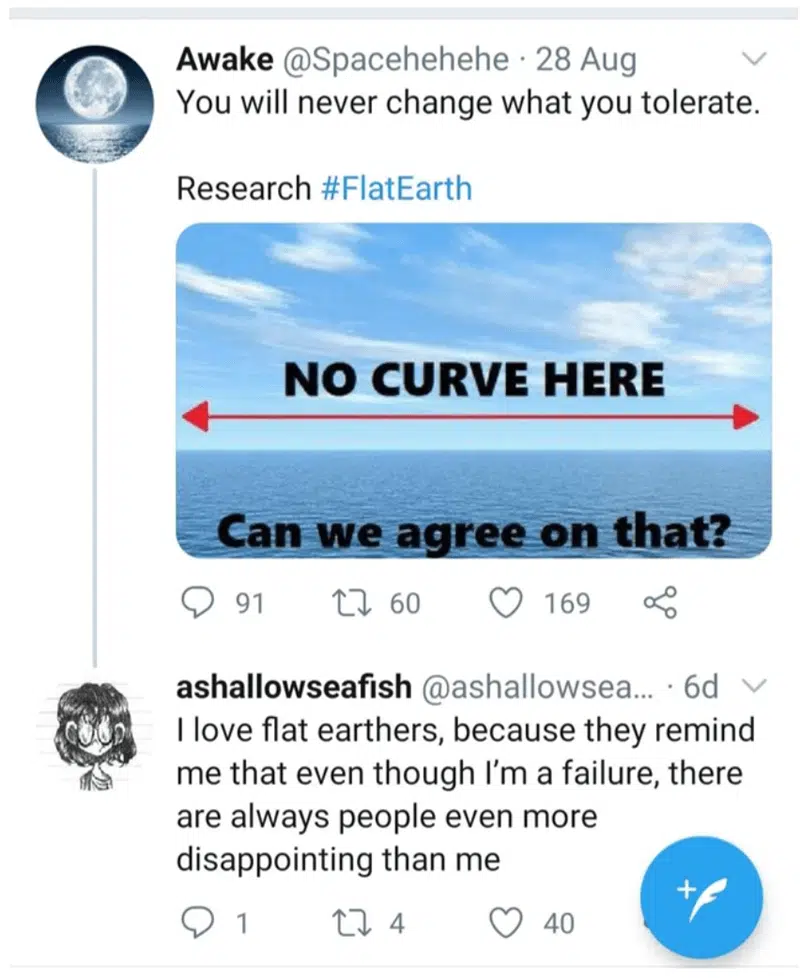 Awake @Spacehehehe · 28 Aug
You will never change what you tolerate.
Research #FlatEarth
NO CURVE HERE
Can we agree on that?
91 60 169
ashallowseafish @ashallowsea... · 6d
I love flat earthers, because they remind
me that even though I'm a failure, there
are always people even more
disappointing than me
1 4 40